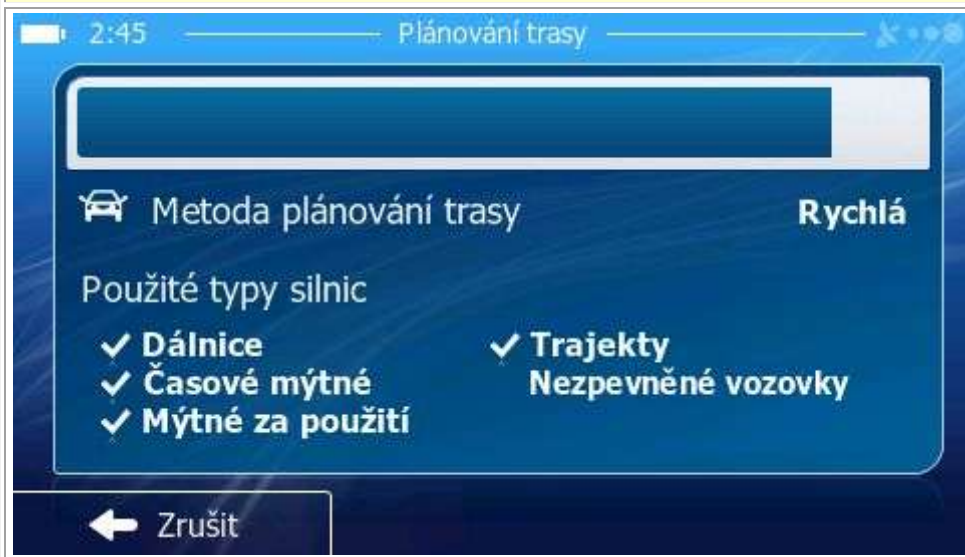 2:45 Plánování trasy
Metoda plánování trasy Rychlá
Použité typy silnic
Dálnice Trajekty
Časové mýtné Nezpevněné vozovky
Mýtné za použití
Zrušit